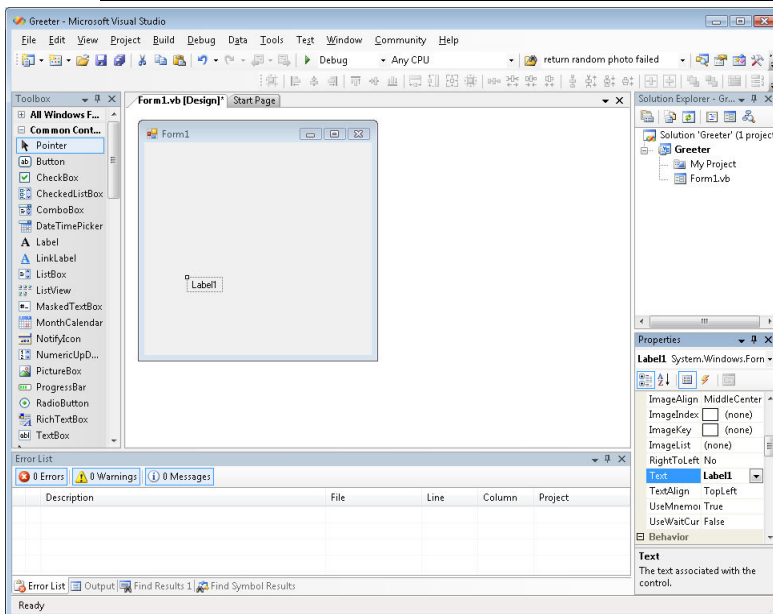 Greeter - Microsoft Visual Studio
File Edit View Project Build Debug Data Tools Test Window Community Help
Debug Any CPU return random photo failed
Toolbox
Form1.vb [Design]* Start Page
Solution Explorer - Gr...
All Windows F...
Common Cont...
Pointer
Button
CheckBox
CheckedListBox
ComboBox
DateTimePicker
Label
LinkLabel
ListBox
ListView
MaskedTextBox
MonthCalendar
NotifyIcon
NumericUpD...
PictureBox
ProgressBar
RadioButton
RichTextBox
TextBox
Form1
Label1
Solution 'Greeter' (1 project
Greeter
My Project
Form1.vb
Properties
Label1 System.Windows.Forn
ImageAlign MiddleCenter
ImageIndex (none)
ImageKey (none)
ImageList (none)
RightToLeft No
Text Label1
TextAlign TopLeft
UseMnemor True
UseWaitCur False
Behavior
Text
The text associated with the
control.
Error List
0 Errors 0 Warnings 0 Messages
Description File Line Column Project
Error List Output Find Results 1 Find Symbol Results
Ready